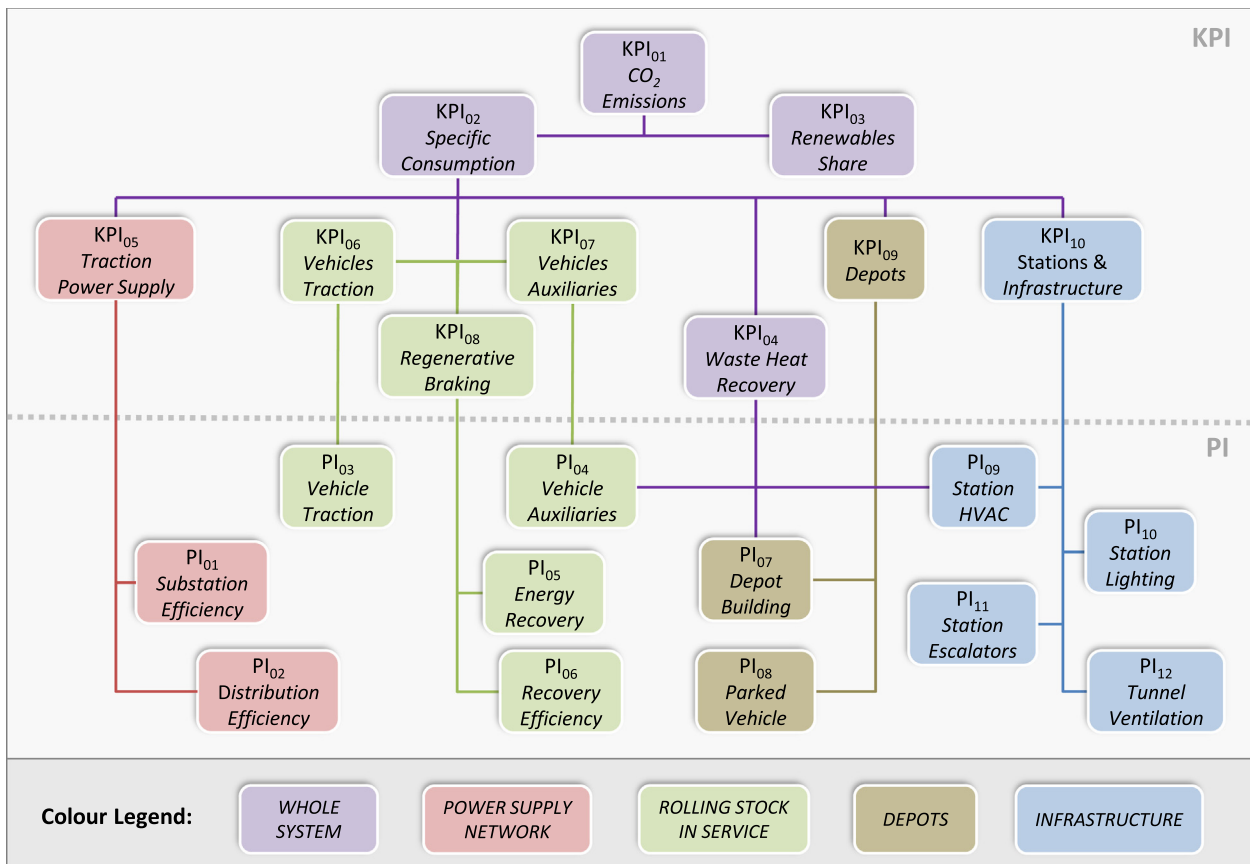 KPI
KPI01
CO2
Emissions
KPI02
Specific
Consumption
KPI03
Renewables
Share
KPI05
Traction
Power Supply
KPI06
Vehicles
Traction
KPI07
Vehicles
Auxiliaries
KPI09
Depots
KPI10
Stations &
Infrastructure
KPI08
Regenerative
Braking
KPI04
Waste Heat
Recovery
PI
PI03
Vehicle
Traction
PI04
Vehicle
Auxiliaries
PI09
Station
HVAC
PI01
Substation
Efficiency
PI05
Energy
Recovery
PI07
Depot
Building
PI10
Station
Lighting
PI11
Station
Escalators
PI02
Distribution
Efficiency
PI06
Recovery
Efficiency
PI08
Parked
Vehicle
PI12
Tunnel
Ventilation
Colour Legend:
WHOLE
SYSTEM
POWER SUPPLY
NETWORK
ROLLING STOCK
IN SERVICE
DEPOTS
INFRASTRUCTURE